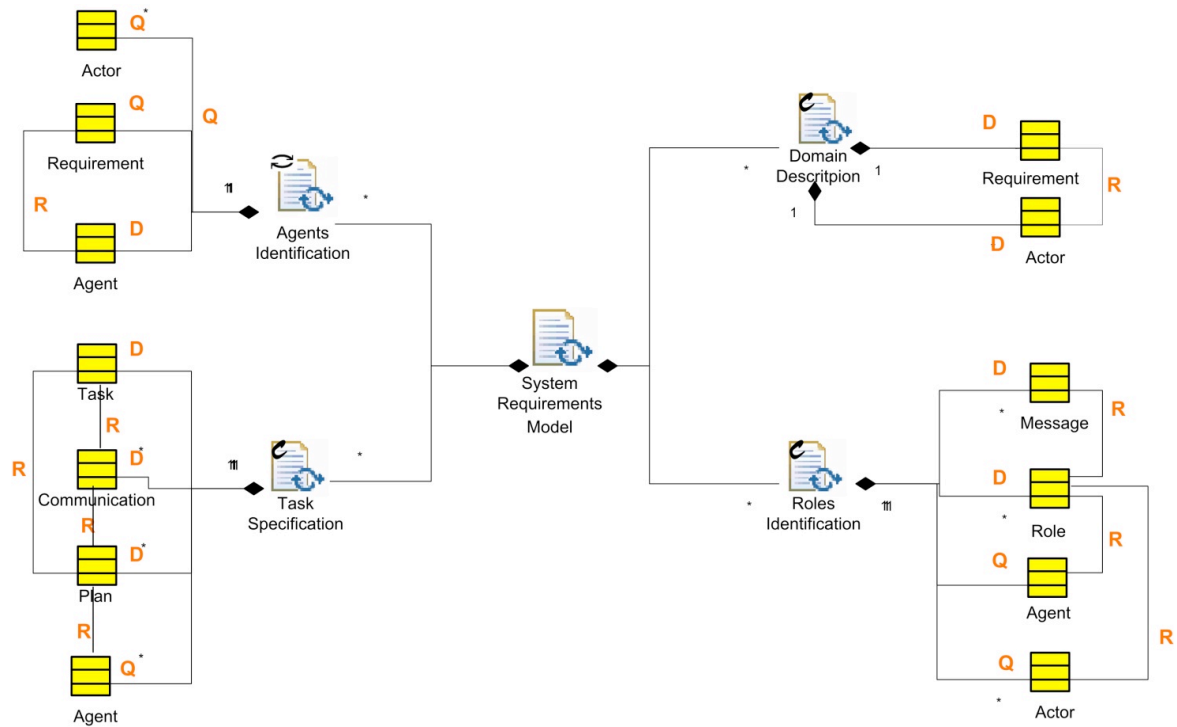 Q*
Actor
Q
Q
Requirement
R
D
Agent
*
Agents
Identification
D
Task
R
R
D*
Communication
R
D*
Plan
R
Q*
Agent
*
Task
Specification
System
Requirements
Model
*
Domain
Descritpion
1
1
D
Requirement
R
D
Actor
*
Roles
Identification
D
*
Message
R
D
*
Role
R
Q
Agent
R
Q
*
Actor